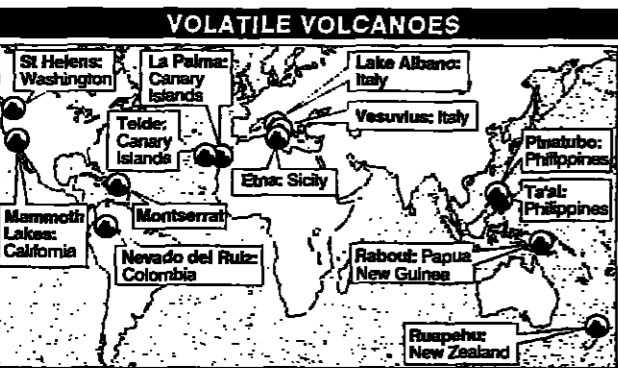 VOLATILE VOLCANOES
St Helens:
Washington
La Palma:
Canary
Islands
Lake Albano:
Italy
Teide:
Canary
Islands
Vesuvius: Italy
Pinatubo:
Philippines
Etna: Sicily
Ta'al:
Philippines
Mammoth
Lakes:
California
Montserrat
Nevado del Ruiz:
Colombia
Raboul: Papua
New Guinea
Ruapehu:
New Zealand